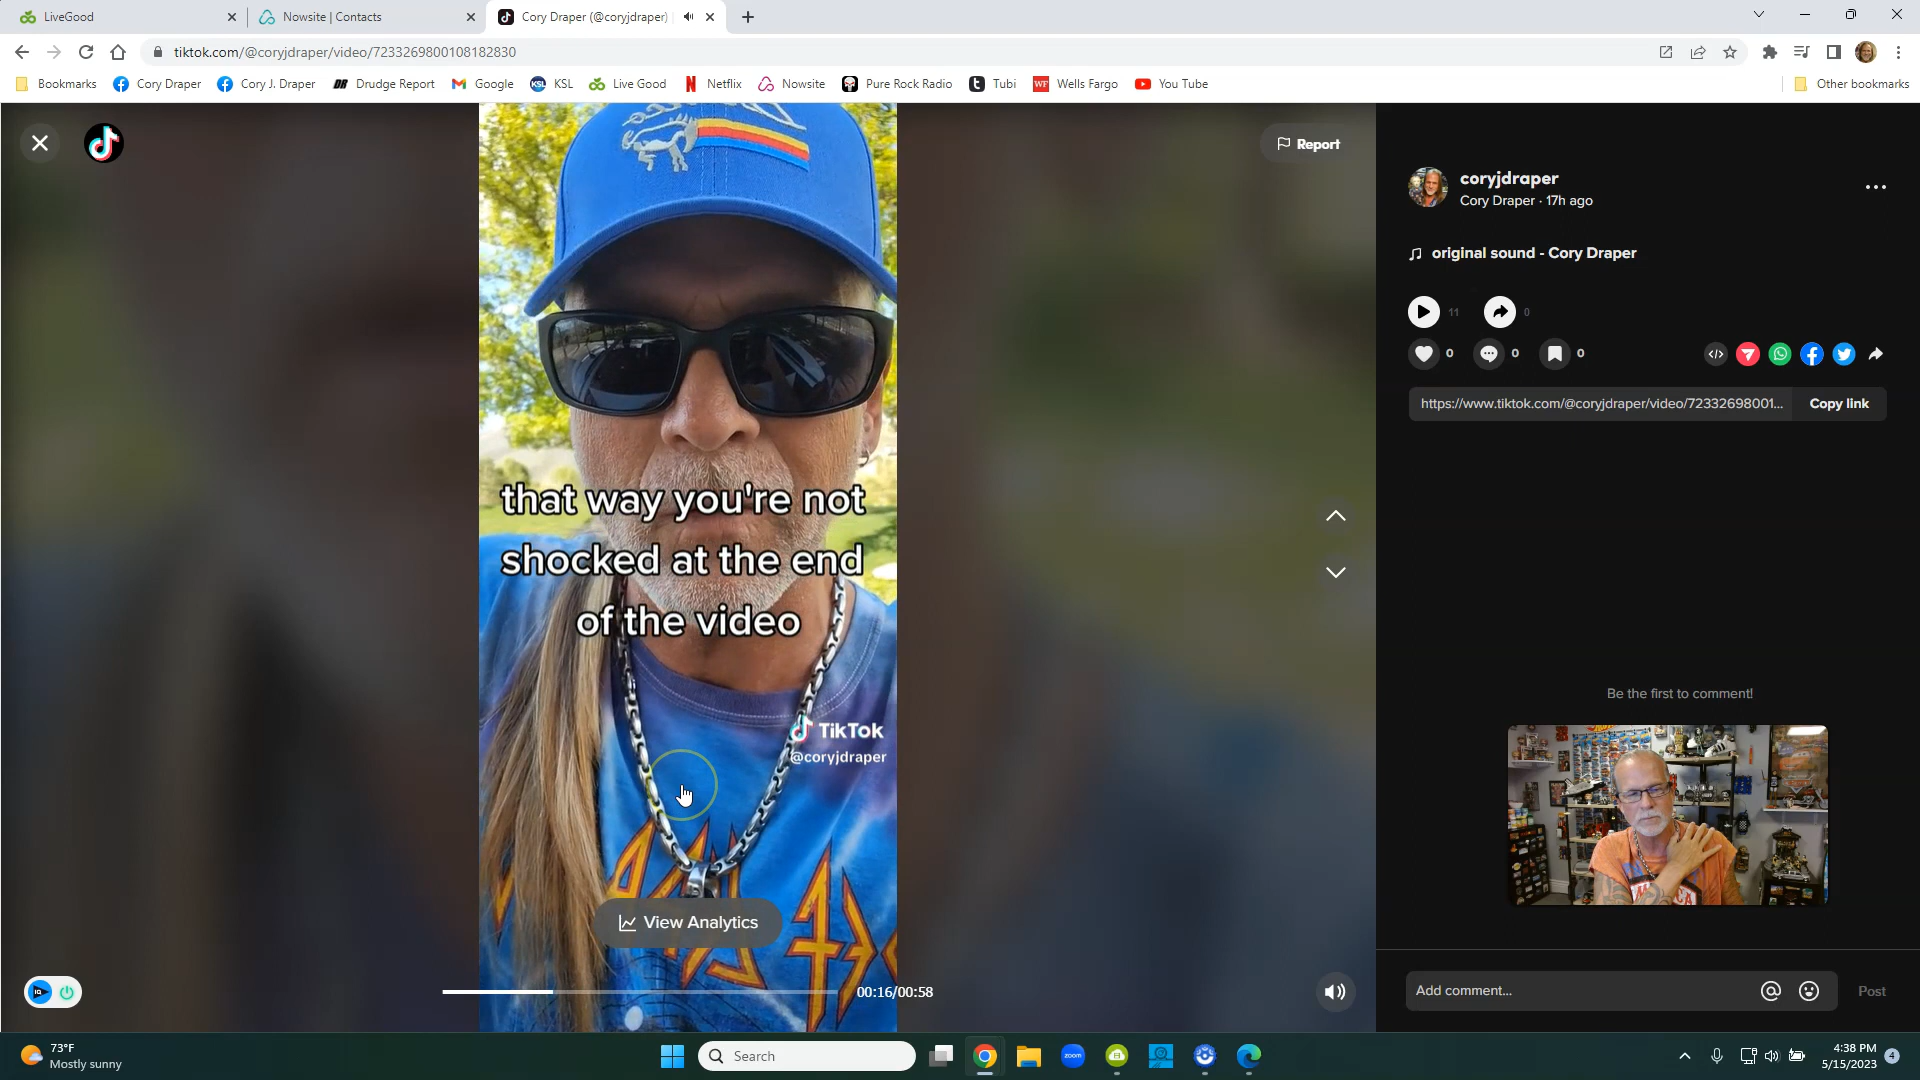 LiveGood
Nowsite | Contacts
Cory Draper (@coryjdraper)
tiktok.com/@coryjdraper/video/7233269800108182830
Bookmarks
Cory Draper
Cory J. Draper
DR Drudge Report
Google
KSL KSL
Live Good
Netflix
Nowsite
Pure Rock Radio
Tubi
WF Wells Fargo
You Tube
Other bookmarks
Report
that way you're not
shocked at the end
of the video
TikTok
@coryjdraper
View Analytics
00:16/00:58
coryjdraper
Cory Draper · 17h ago
original sound - Cory Draper
11
0
0
0
0
https://www.tiktok.com/@coryjdraper/video/72332698001...
Copy link
Be the first to comment!
Add comment...
Post
73°F
Mostly sunny
Search
zoom
4:38 PM
5/15/2023
4